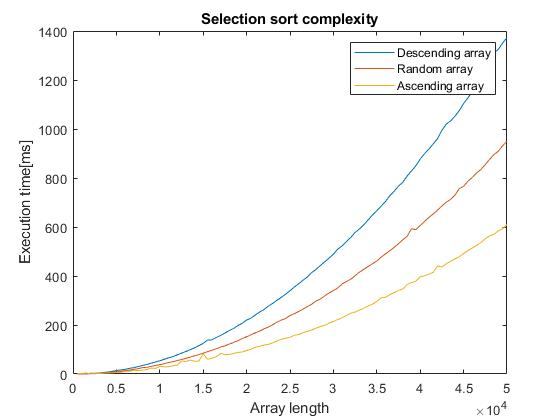 Selection sort complexity
1400
1200
1000
800
600
400
200
0
Execution time[ms]
Descending array
Random array
Ascending array
0 0.5 1 1.5 2 2.5 3 3.5 4 4.5 5
Array length
×10⁴